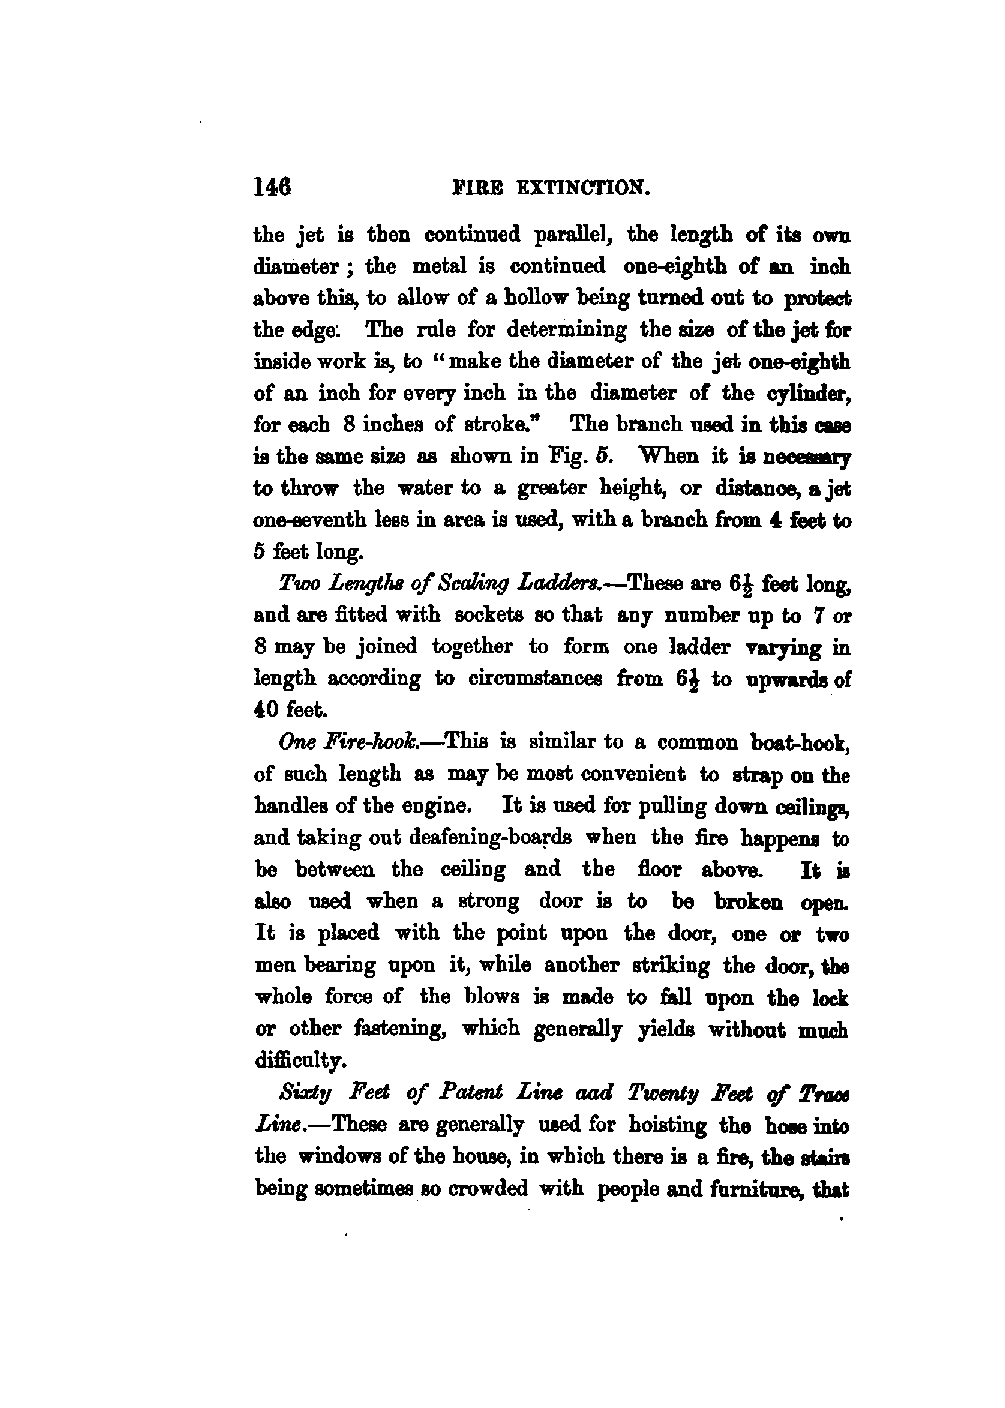 146 FIRE EXTINCTION.
the jet is then continued parallel, the length of its own
diameter ; the metal is continued one-eighth of an inch
above this, to allow of a hollow being turned out to protect
the edge. The rule for determining the size of the jet for
inside work is, to “make the diameter of the jet one-eighth
of an inch for every inch in the diameter of the cylinder,
for each 8 inches of stroke.” The branch used in this case
is the same size as shown in Fig. 5. When it is necessary
to throw the water to a greater height, or distance, a jet
one-seventh less in area is used, with a branch from 4 feet to
5 feet long.
Two Lengths of Scaling Ladders.—These are 6½ feet long,
and are fitted with sockets so that any number up to 7 or
8 may be joined together to form one ladder varying in
length according to circumstances from 6½ to upwards of
40 feet.
One Fire-hook.—This is similar to a common boat-hook,
of such length as may be most convenient to strap on the
handles of the engine. It is used for pulling down ceilings,
and taking out deafening-boards when the fire happens to
be between the ceiling and the floor above. It is
also used when a strong door is to be broken open.
It is placed with the point upon the door, one or two
men bearing upon it, while another striking the door, the
whole force of the blows is made to fall upon the lock
or other fastening, which generally yields without much
difficulty.
Sixty Feet of Patent Line aad Twenty Feet of Trace
Line.—These are generally used for hoisting the hose into
the windows of the house, in which there is a fire, the stairs
being sometimes so crowded with people and furniture, that